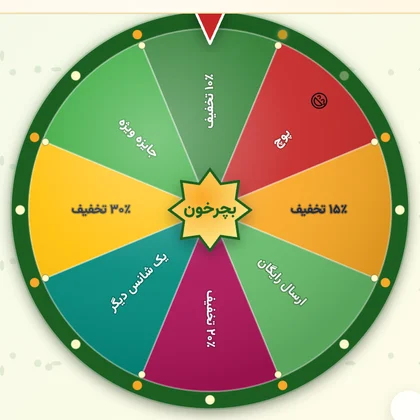 ۱۰٪ تخفیف
پوچ
۱۵٪ تخفیف
ارسال رایگان
۲۰٪ تخفیف
یک شانس دیگر
۳۰٪ تخفیف
جایزه ویژه
بچرخون